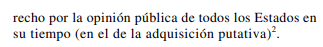 recho por la opinión pública de todos los Estados en
su tiempo (en el de la adquisición putativa)².